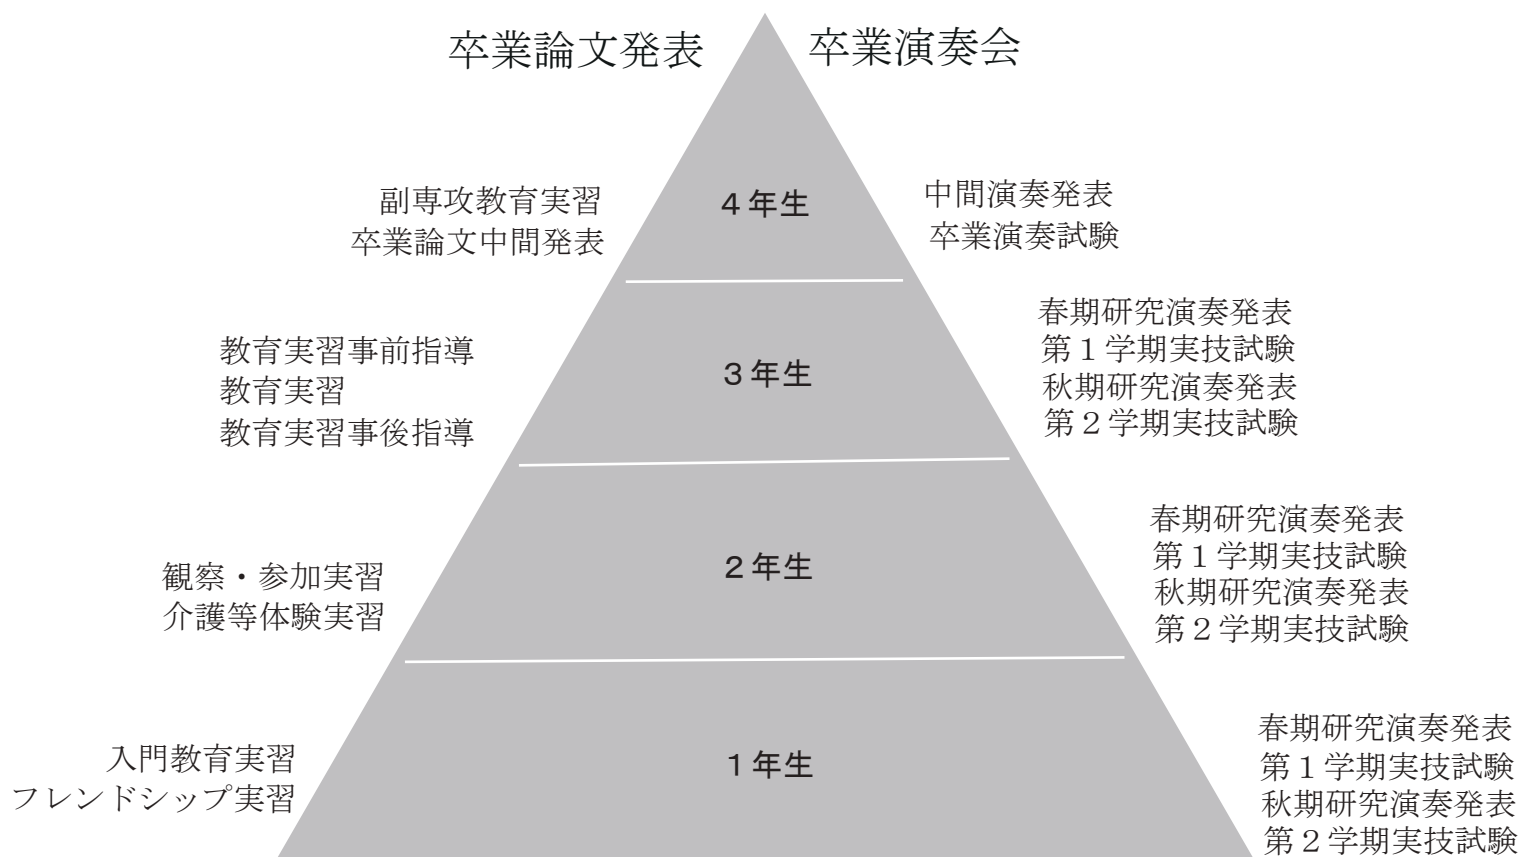 卒業論文発表
卒業演奏会
副専攻教育実習
卒業論文中間発表
4年生
中間演奏発表
卒業演奏試験
教育実習事前指導
教育実習
教育実習事後指導
3年生
春期研究演奏発表
第1学期実技試験
秋期研究演奏発表
第2学期実技試験
観察・参加実習
介護等体験実習
2年生
春期研究演奏発表
第1学期実技試験
秋期研究演奏発表
第2学期実技試験
入門教育実習
フレンドシップ実習
1年生
春期研究演奏発表
第1学期実技試験
秋期研究演奏発表
第2学期実技試験